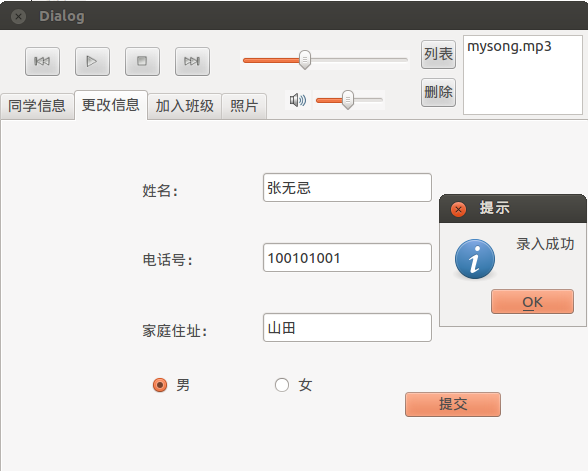 Dialog
列表
mysong.mp3
删除
同学信息 更改信息 加入班级 照片
姓名: 张无忌
提示
录入成功
电话号: 100101001
OK
家庭住址: 山田
男 女
提交